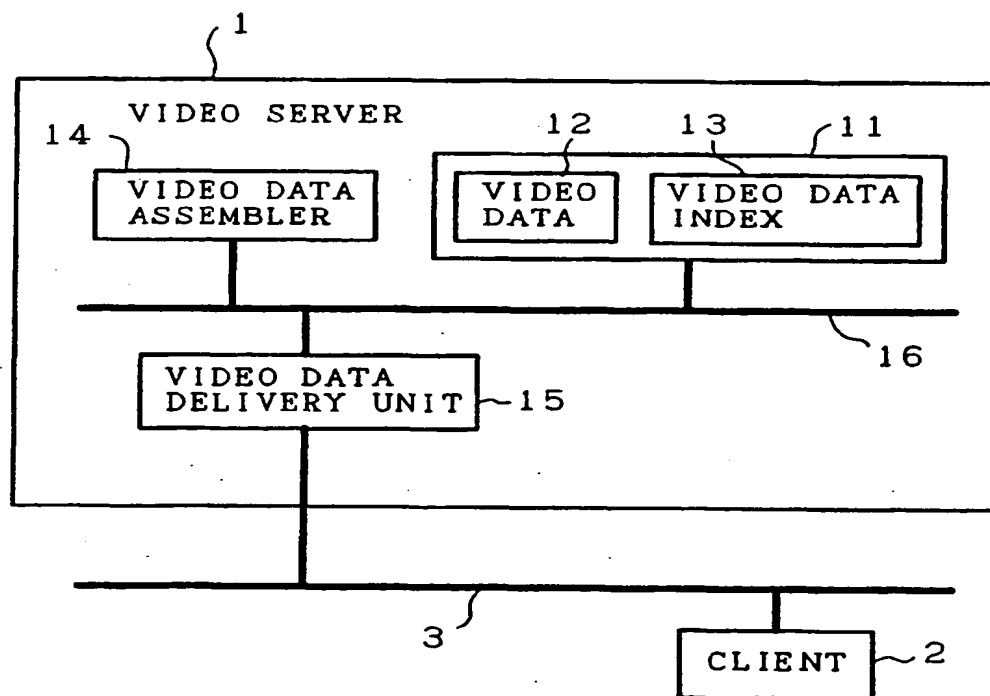 1
VIDEO SERVER
14
12
13
11
VIDEO DATA
ASSEMBLER
VIDEO
DATA
VIDEO DATA
INDEX
16
VIDEO DATA
DELIVERY UNIT
15
3
2
CLIENT